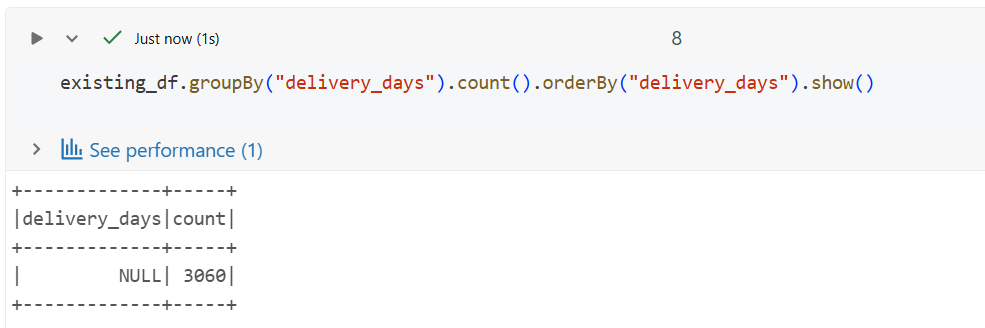 Just now (1s)
8
existing_df.groupBy("delivery_days").count().orderBy("delivery_days").show()
See performance (1)
+-------------+-----+
|delivery_days|count|
+-------------+-----+
|         NULL| 3060|
+-------------+-----+